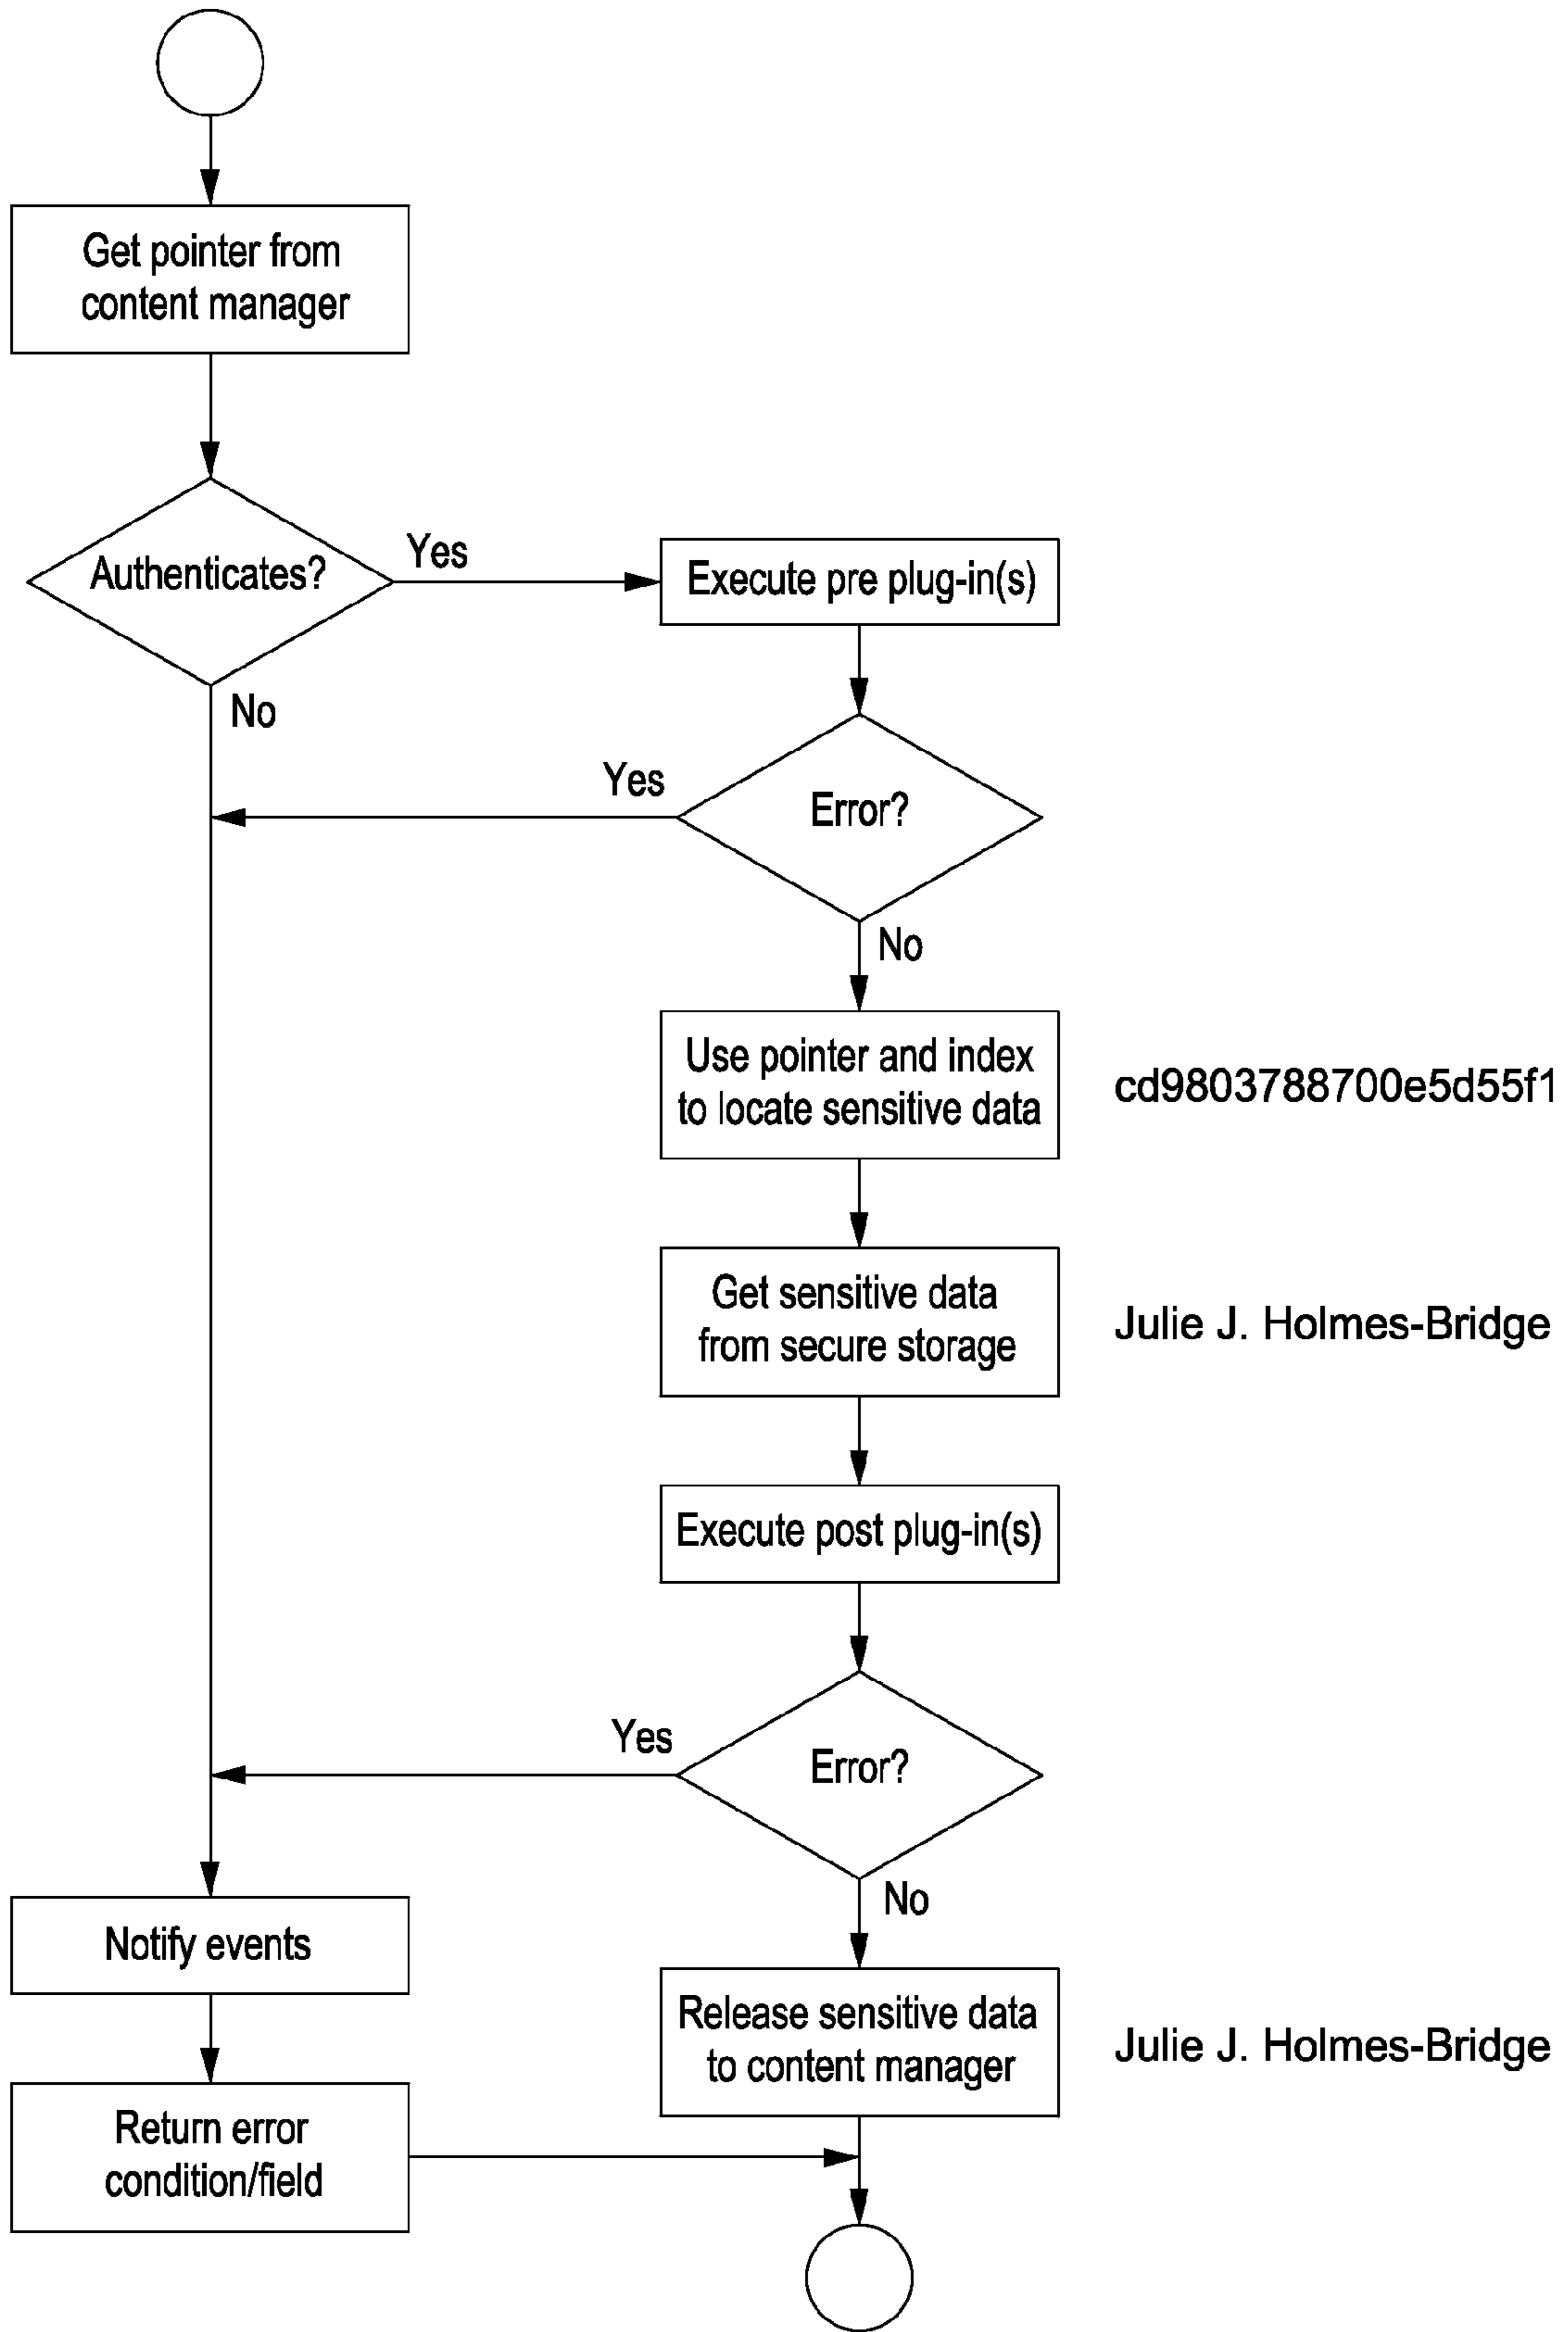 Get pointer from
content manager
Authenticates?
Yes
No
Execute pre plug-in(s)
Error?
Yes
No
Use pointer and index
to locate sensitive data
cd9803788700e5d55f1
Get sensitive data
from secure storage
Julie J. Holmes-Bridge
Execute post plug-in(s)
Error?
Yes
No
Notify events
Release sensitive data
to content manager
Julie J. Holmes-Bridge
Return error
condition/field